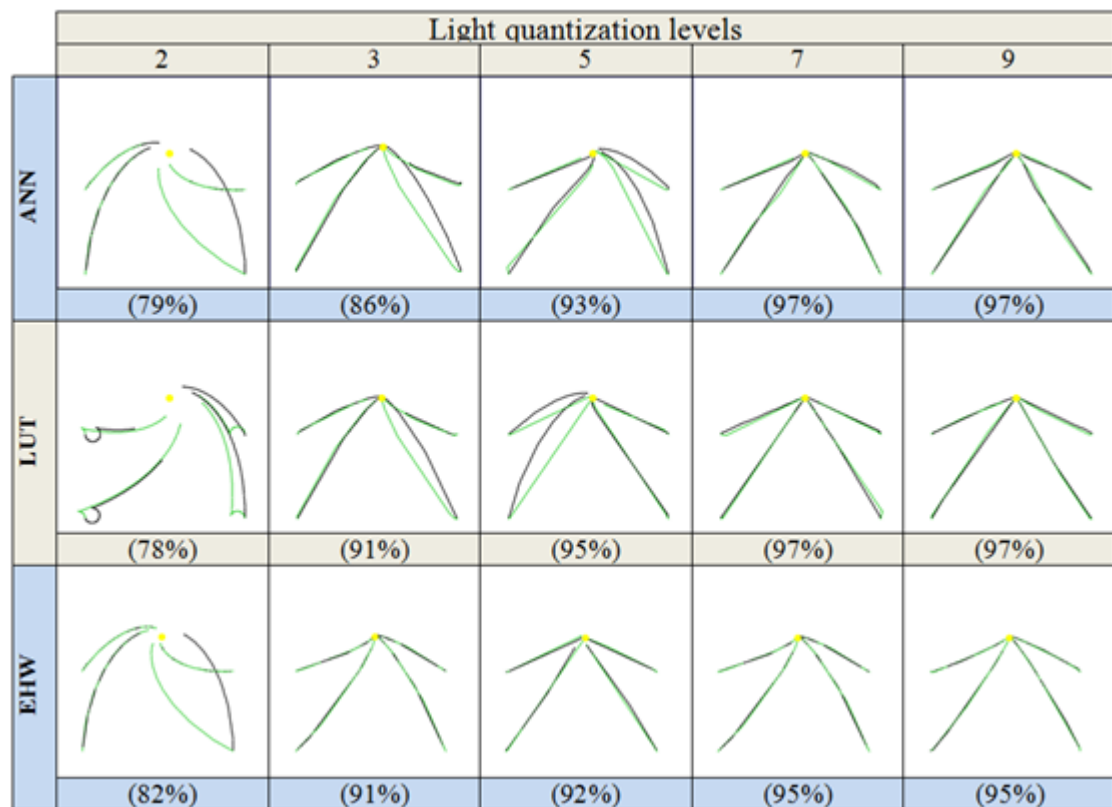 Light quantization levels
2 3 5 7 9
ANN
(79%) (86%) (93%) (97%) (97%)
LUT
(78%) (91%) (95%) (97%) (97%)
EHW
(82%) (91%) (92%) (95%) (95%)